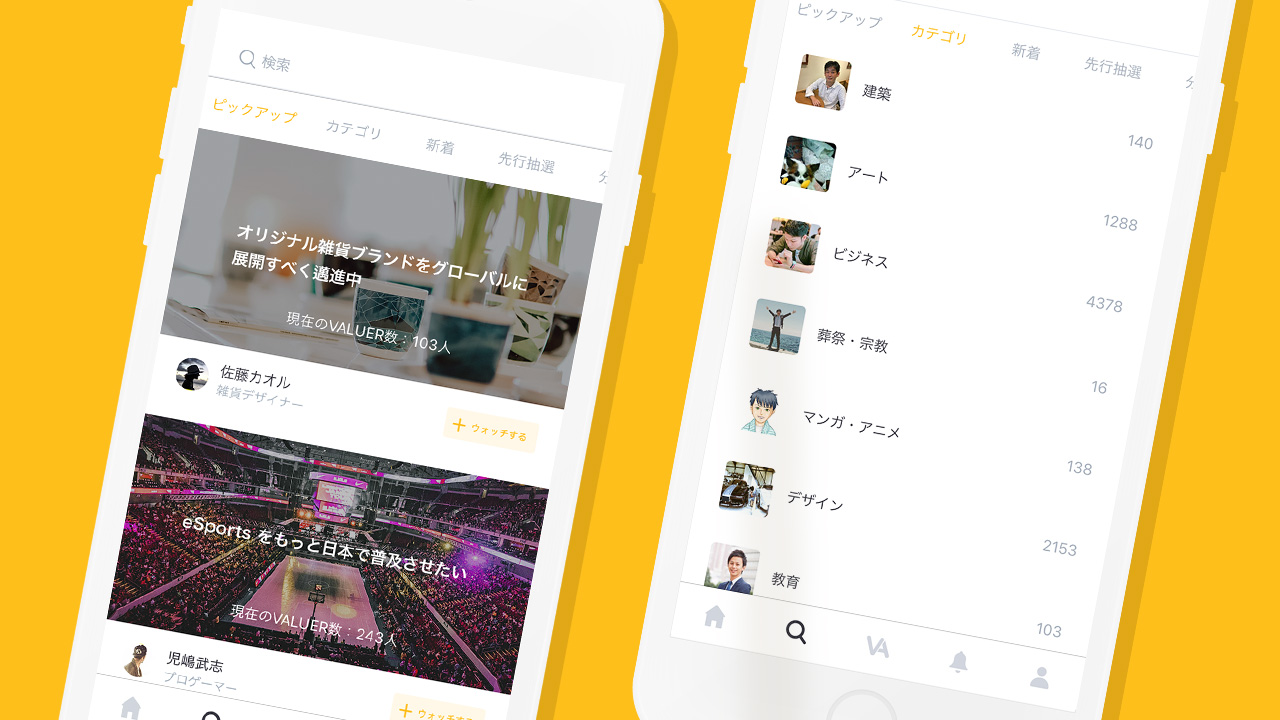 検索
ピックアップ
カテゴリ
新着
先行抽選
オリジナル雑貨ブランドをグローバルに
展開すべく邁進中
現在のVALUER数：103人
佐藤カオル
雑貨デザイナー
ウォッチする
eSports をもっと日本で普及させたい
現在のVALUER数：243人
児嶋武志
プロゲーマー
ウォッチする
ピックアップ
カテゴリ
新着
先行抽選
建築
140
アート
1288
ビジネス
4378
葬祭・宗教
16
マンガ・アニメ
138
デザイン
2153
教育
103
VA